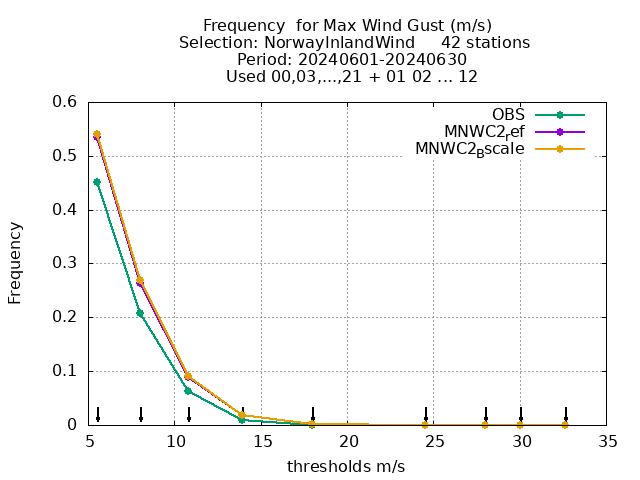 Frequency  for Max Wind Gust (m/s)
Selection: NorwayInlandWind     42 stations
Period: 20240601-20240630
Used 00,03,...,21 + 01 02 ... 12
OBS
MNWC2_ref
MNWC2_Bscale
Frequency
0.6
0.5
0.4
0.3
0.2
0.1
0
5 10 15 20 25 30 35
thresholds m/s